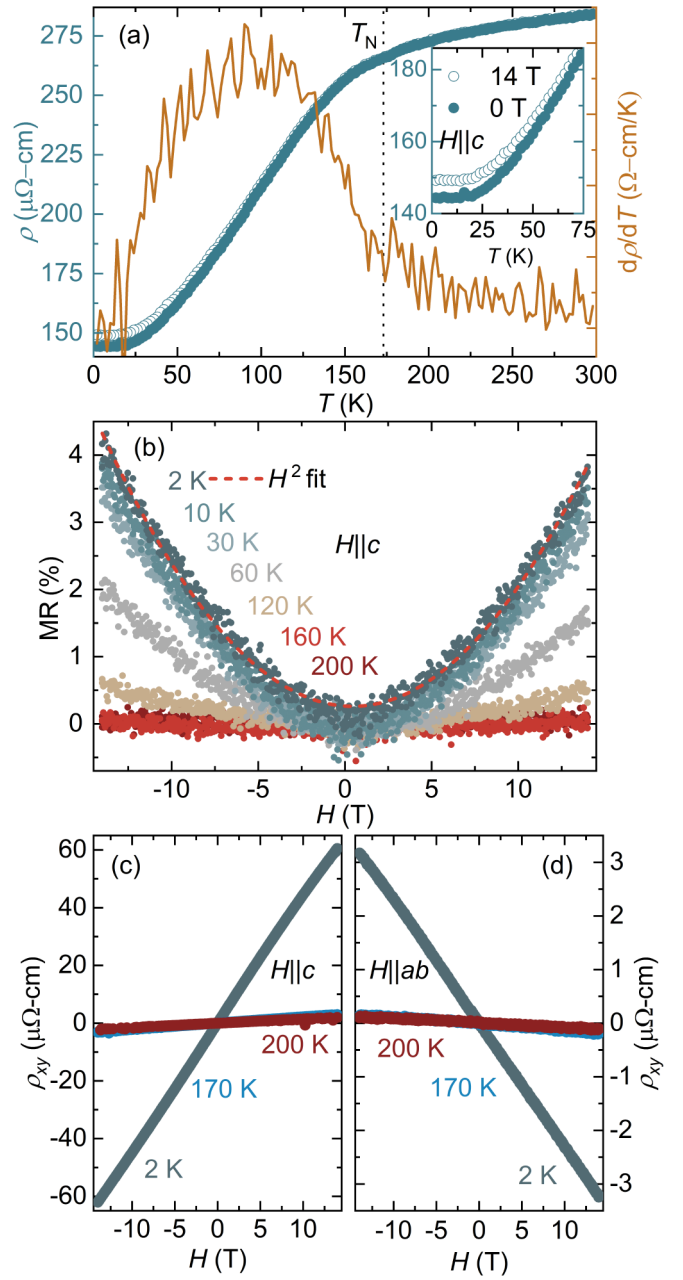 (a)
T_N
ρ (μΩ−cm)
275
250
225
200
175
150
0 50 100 150 200 250 300
T (K)
dρ/dT (Ω−cm/K)
14 T
0 T
H||c
180
160
140
0 25 50 75
T (K)
(b)
MR (%)
4
3
2
1
0
2 K H² fit
10 K
30 K
60 K
120 K
160 K
200 K
H||c
-10 -5 0 5 10
H (T)
(c)
ρ_xy (μΩ-cm)
60
40
20
0
-20
-40
-60
H||c
200 K
170 K
2 K
-10 -5 0 5 10
H (T)
(d)
H||ab
200 K
170 K
2 K
3
2
1
0
-1
-2
-3
ρ_xy (μΩ-cm)
-10 -5 0 5 10
H (T)